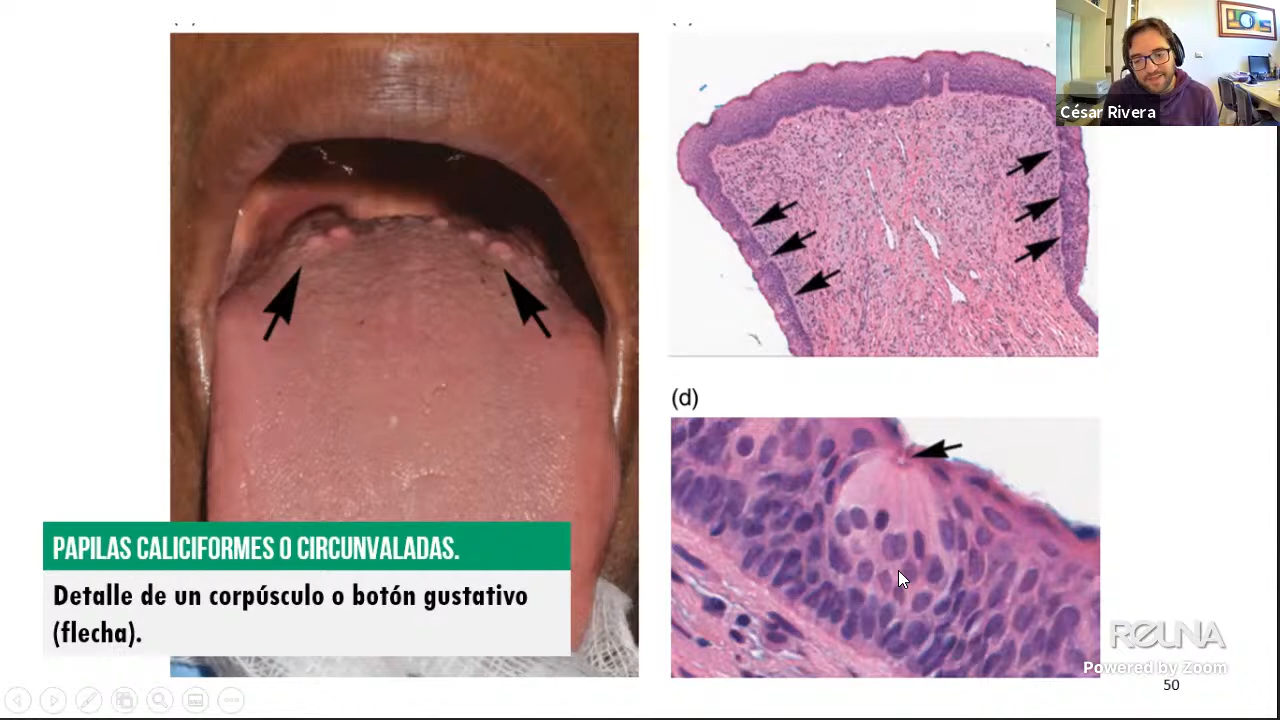 César Rivera
(d)
PAPILAS CALICIFORMES O CIRCUNVALADAS.
Detalle de un corpúsculo o botón gustativo
(flecha).
REUNA
Powered by Zoom
50